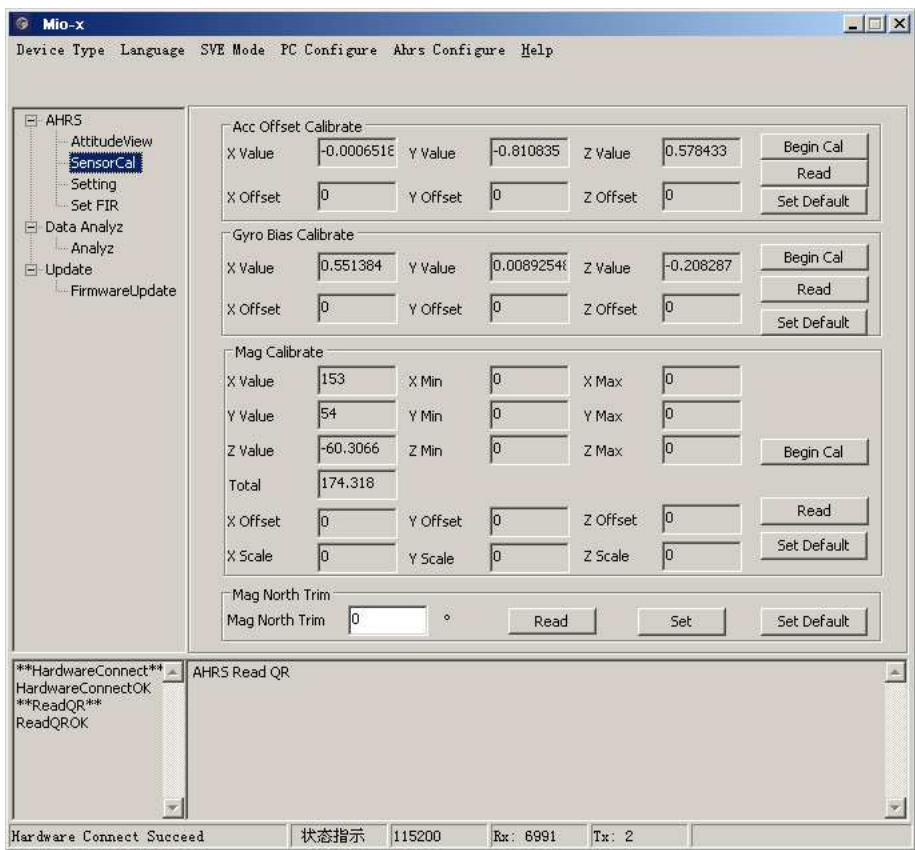 Mio-x
Device Type Language SVE Mode PC Configure Ahrs Configure Help
AHRS
AttitudeView
SensorCal
Setting
Set FIR
Data Analyz
Analyz
Update
FirmwareUpdate
Acc Offset Calibrate
X Value -0.0006518 Y Value -0.810835 Z Value 0.578433 Begin Cal
Read
X Offset 0 Y Offset 0 Z Offset 0 Set Default
Gyro Bias Calibrate
X Value 0.551384 Y Value 0.00892548 Z Value -0.208287 Begin Cal
Read
X Offset 0 Y Offset 0 Z Offset 0 Set Default
Mag Calibrate
X Value 153 X Min 0 X Max 0
Y Value 54 Y Min 0 Y Max 0
Z Value -60.3066 Z Min 0 Z Max 0 Begin Cal
Total 174.318
X Offset 0 Y Offset 0 Z Offset 0 Read
X Scale 0 Y Scale 0 Z Scale 0 Set Default
Mag North Trim
Mag North Trim 0 ° Read Set Set Default
**HardwareConnect**
HardwareConnectOK
**ReadQR**
ReadQROK
AHRS Read QR
Hardware Connect Succeed 状态指示 115200 Rx: 6991 Tx: 2